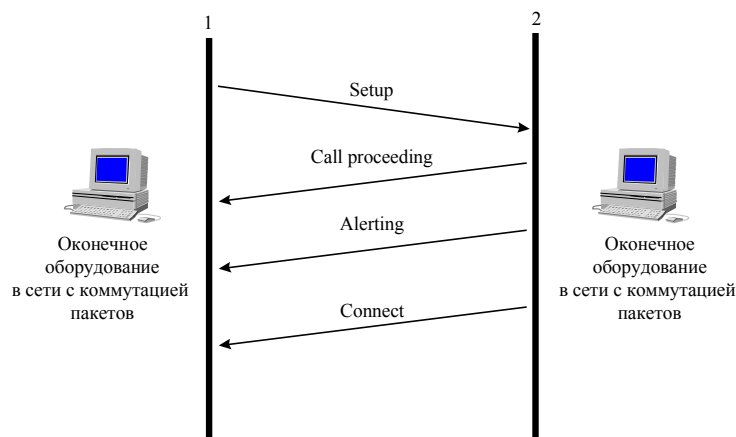 1
2
Setup
Call proceeding
Alerting
Connect
Оконечное
оборудование
в сети с коммутацией
пакетов
Оконечное
оборудование
в сети с коммутацией
пакетов